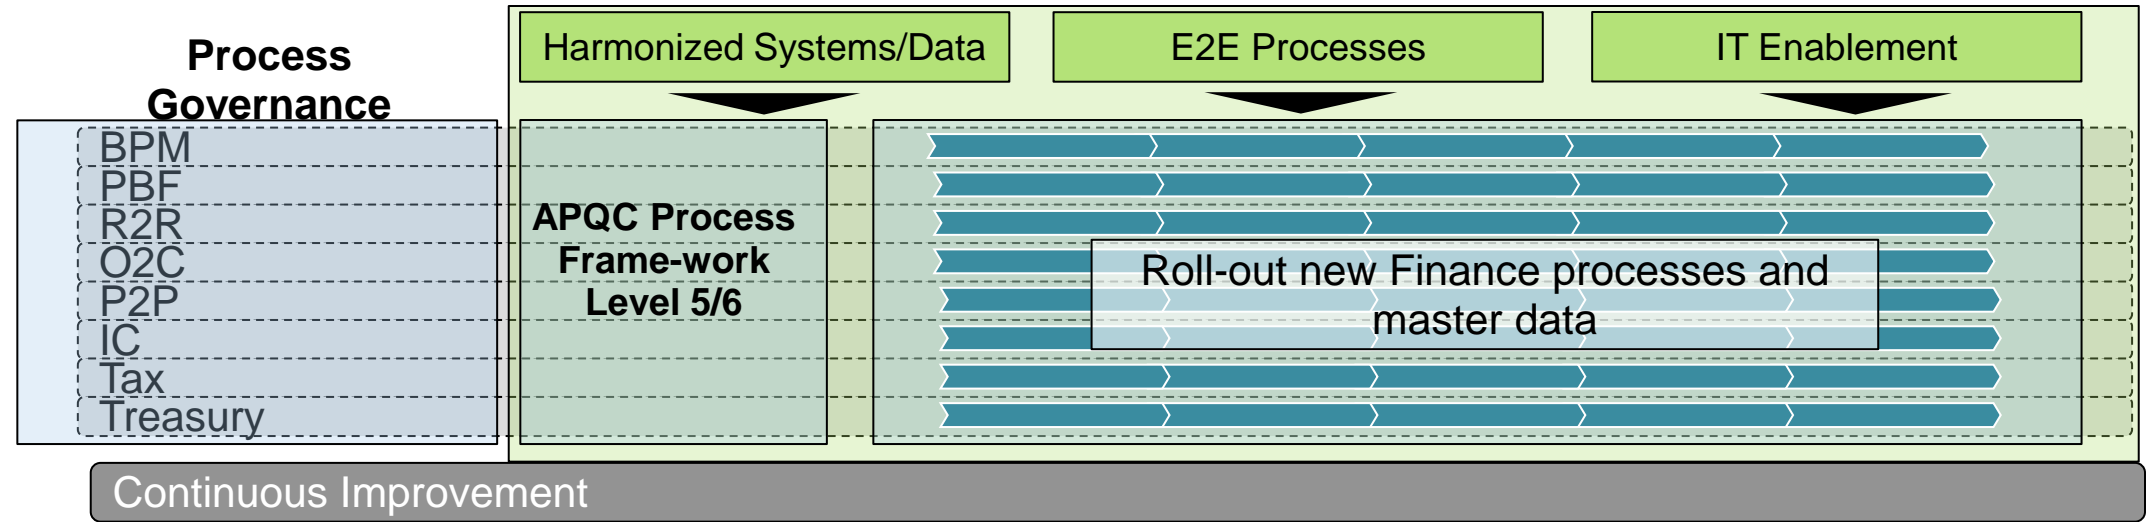 Process
Governance
Harmonized Systems/Data
E2E Processes
IT Enablement
BPM
PBF
R2R
O2C
P2P
IC
Tax
Treasury
APQC Process
Frame-work
Level 5/6
Roll-out new Finance processes and
master data
Continuous Improvement